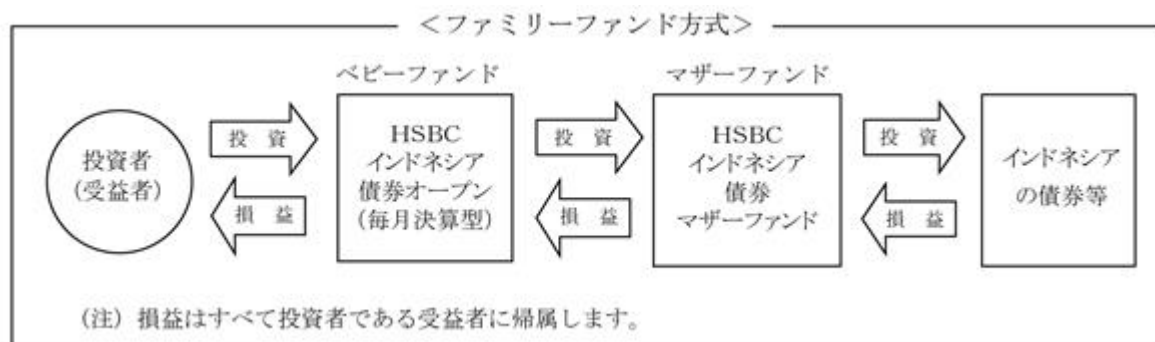 ＜ファミリーファンド方式＞
ベビーファンド
マザーファンド
投資者
(受益者)
投 資
損 益
HSBC
インドネシア
債券オープン
(毎月決算型)
投 資
損 益
HSBC
インドネシア
債券
マザーファンド
投 資
損 益
インドネシア
の債券等
(注) 損益はすべて投資者である受益者に帰属します。